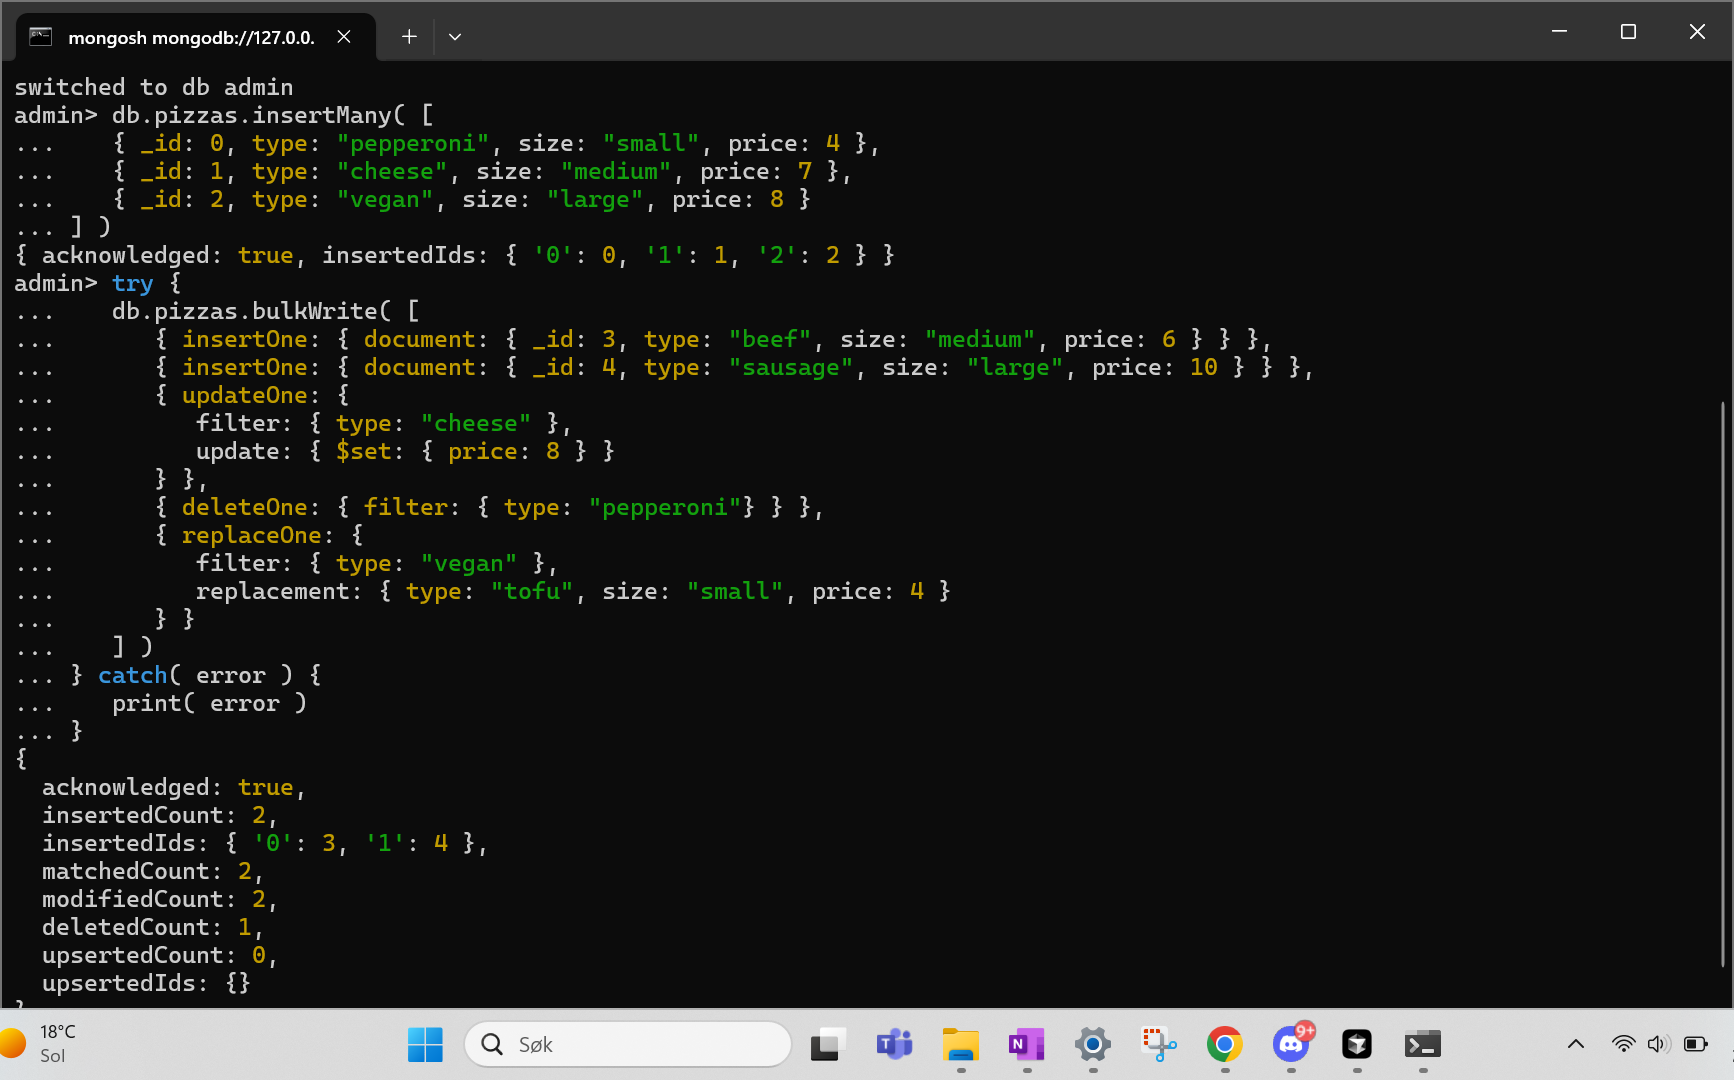 mongosh mongodb://127.0.0.
switched to db admin
admin> db.pizzas.insertMany( [
...    { _id: 0, type: "pepperoni", size: "small", price: 4 },
...    { _id: 1, type: "cheese", size: "medium", price: 7 },
...    { _id: 2, type: "vegan", size: "large", price: 8 }
... ] )
{ acknowledged: true, insertedIds: { '0': 0, '1': 1, '2': 2 } }
admin> try {
...    db.pizzas.bulkWrite( [
...       { insertOne: { document: { _id: 3, type: "beef", size: "medium", price: 6 } } },
...       { insertOne: { document: { _id: 4, type: "sausage", size: "large", price: 10 } } },
...       { updateOne: {
...          filter: { type: "cheese" },
...          update: { $set: { price: 8 } }
...       } },
...       { deleteOne: { filter: { type: "pepperoni"} } },
...       { replaceOne: {
...          filter: { type: "vegan" },
...          replacement: { type: "tofu", size: "small", price: 4 }
...       } }
...    ] )
... } catch( error ) {
...    print( error )
... }
{
  acknowledged: true,
  insertedCount: 2,
  insertedIds: { '0': 3, '1': 4 },
  matchedCount: 2,
  modifiedCount: 2,
  deletedCount: 1,
  upsertedCount: 0,
  upsertedIds: {}
}
18°C
Sol
Søk
9+